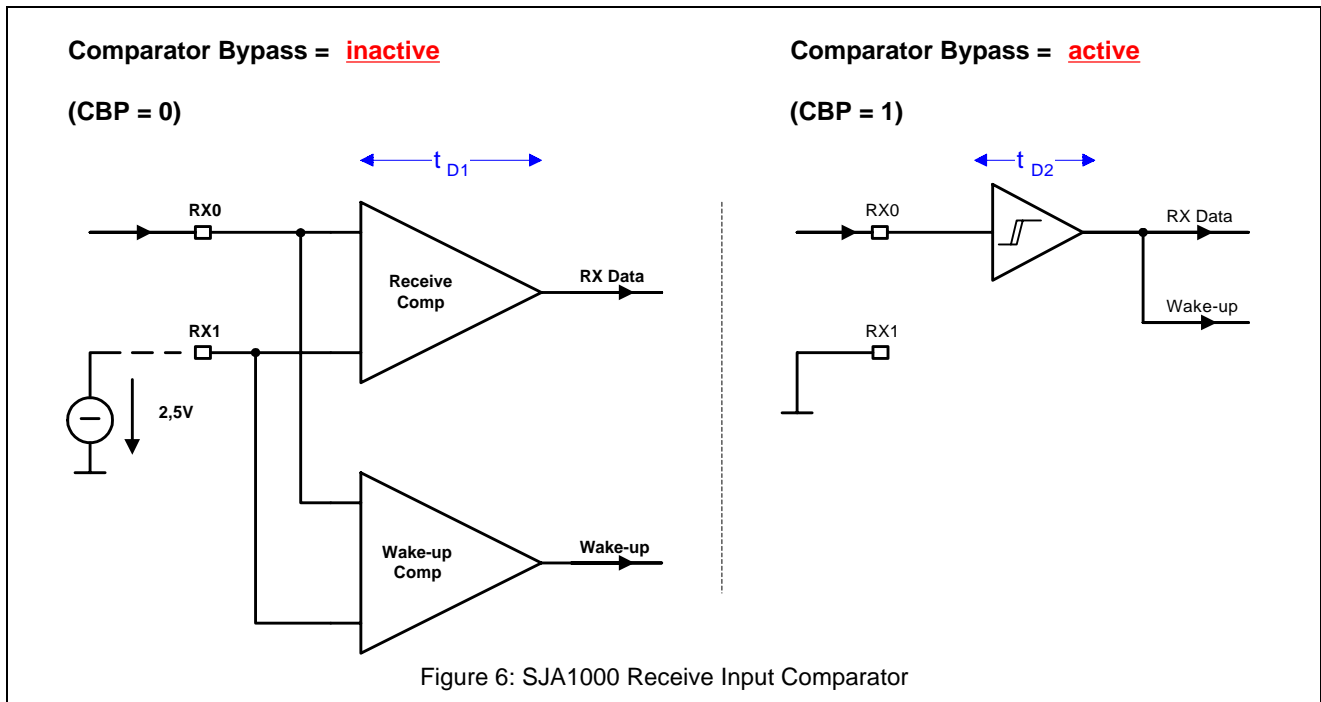 Comparator Bypass = inactive
(CBP = 0)
t D1
RX0
Receive
Comp
RX Data
RX1
2,5V
Wake-up
Comp
Wake-up
Comparator Bypass = active
(CBP = 1)
t D2
RX0
RX Data
Wake-up
RX1
Figure 6: SJA1000 Receive Input Comparator